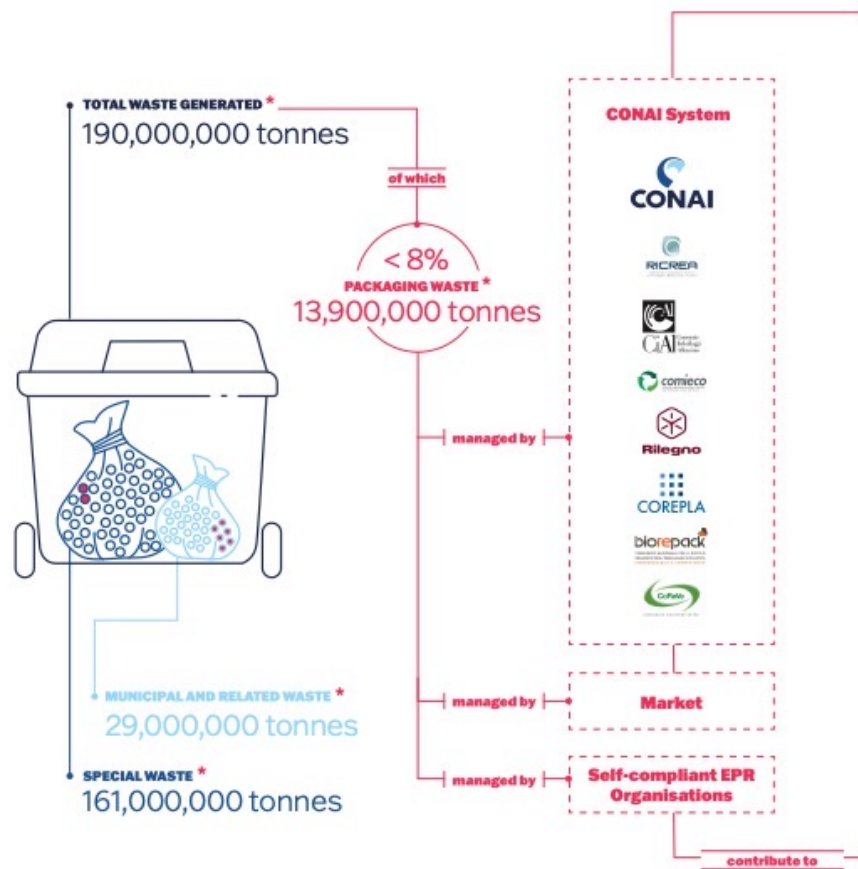 TOTAL WASTE GENERATED *
190,000,000 tonnes
of which
< 8%
PACKAGING WASTE *
13,900,000 tonnes
managed by
CONAI System
CONAI
RICREA
CiAl
comieco
Rilegno
COREPLA
biorepack
CoReVe
MUNICIPAL AND RELATED WASTE *
29,000,000 tonnes
managed by
Market
SPECIAL WASTE *
161,000,000 tonnes
managed by
Self-compliant EPR
Organisations
contribute to